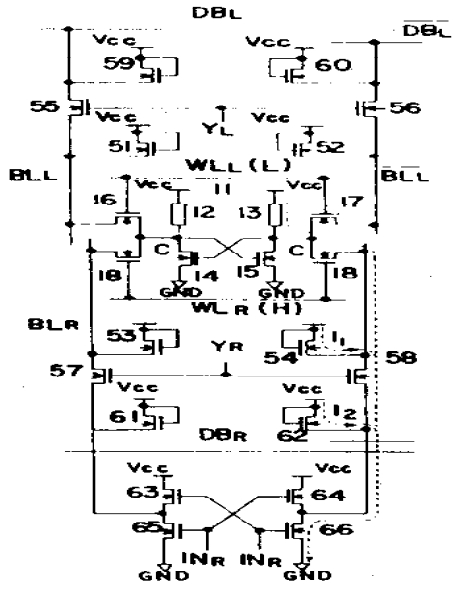 DBL DBL
Vcc Vcc
59 60
55 56
Vcc YL Vcc
51 52
WLL (L)
BLL BLL
16 Vcc 11 Vcc 17
12 13
C C
18 14 15 18
GND GND
WLR (H)
BLR 53 54 I1
YR
57 58
Vcc Vcc
61 62 I2
DBR
Vcc Vcc
63 64
65 66
INR INR
GND GND